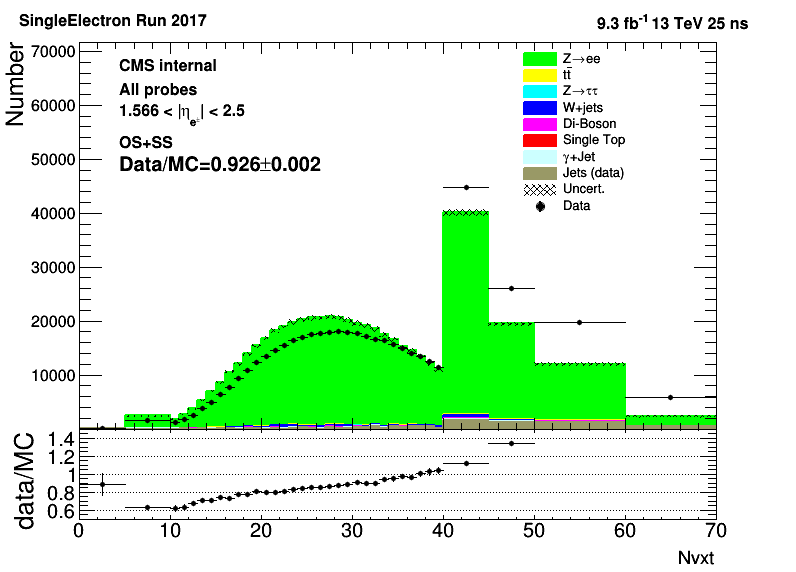 SingleElectron Run 2017
9.3 fb⁻¹ 13 TeV 25 ns
Number
70000
60000
50000
40000
30000
20000
10000
CMS internal
All probes
1.566 < |η_e±| < 2.5
OS+SS
Data/MC=0.926±0.002
Z→ee
tt̄
Z→ττ
W+jets
Di-Boson
Single Top
γ+Jet
Jets (data)
Uncert.
Data
data/MC
1.4
1.2
1
0.8
0.6
0 10 20 30 40 50 60 70
Nvxt